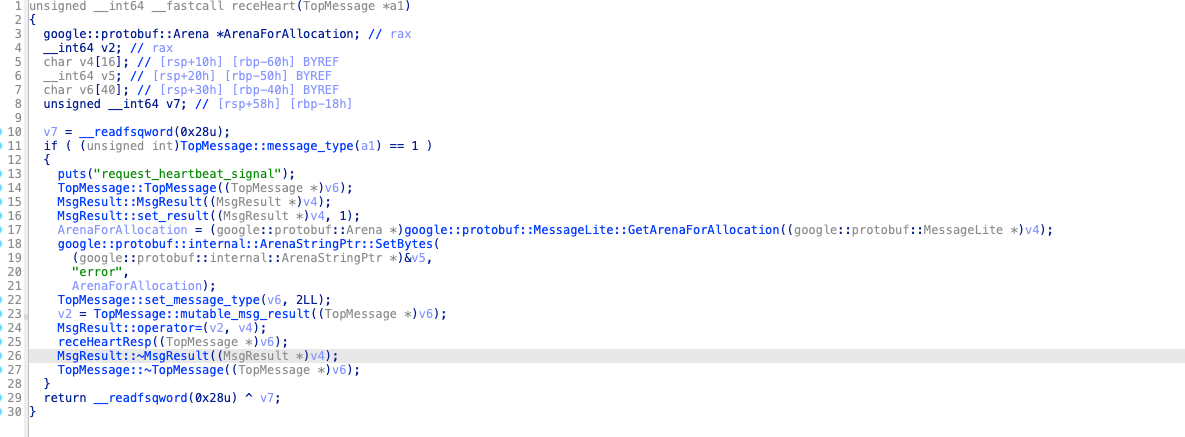 1 unsigned __int64 __fastcall receHeart(TopMessage *a1)
2 {
3   google::protobuf::Arena *ArenaForAllocation; // rax
4   __int64 v2; // rax
5   char v4[16]; // [rsp+10h] [rbp-60h] BYREF
6   __int64 v5; // [rsp+20h] [rbp-50h] BYREF
7   char v6[40]; // [rsp+30h] [rbp-40h] BYREF
8   unsigned __int64 v7; // [rsp+58h] [rbp-18h]
9
10   v7 = __readfsqword(0x28u);
11   if ( (unsigned int)TopMessage::message_type(a1) == 1 )
12   {
13     puts("request_heartbeat_signal");
14     TopMessage::TopMessage((TopMessage *)v6);
15     MsgResult::MsgResult((MsgResult *)v4);
16     MsgResult::set_result((MsgResult *)v4, 1);
17     ArenaForAllocation = (google::protobuf::Arena *)google::protobuf::MessageLite::GetArenaForAllocation((google::protobuf::MessageLite *)v4);
18     google::protobuf::internal::ArenaStringPtr::SetBytes(
19       (google::protobuf::internal::ArenaStringPtr *)&v5,
20       "error",
21       ArenaForAllocation);
22     TopMessage::set_message_type(v6, 2LL);
23     v2 = TopMessage::mutable_msg_result((TopMessage *)v6);
24     MsgResult::operator=(v2, v4);
25     receHeartResp((TopMessage *)v6);
26     MsgResult::~MsgResult((MsgResult *)v4);
27     TopMessage::~TopMessage((TopMessage *)v6);
28   }
29   return __readfsqword(0x28u) ^ v7;
30 }